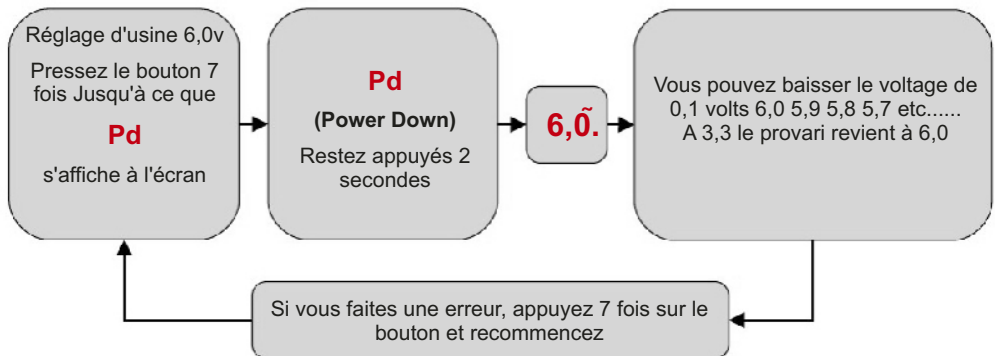 Réglage d'usine 6,0v
Pressez le bouton 7
fois Jusqu'à ce que
Pd
s'affiche à l'écran
Pd
(Power Down)
Restez appuyés 2
secondes
6,0̃.
Vous pouvez baisser le voltage de
0,1 volts 6,0 5,9 5,8 5,7 etc......
A 3,3 le provari revient à 6,0
Si vous faites une erreur, appuyez 7 fois sur le
bouton et recommencez